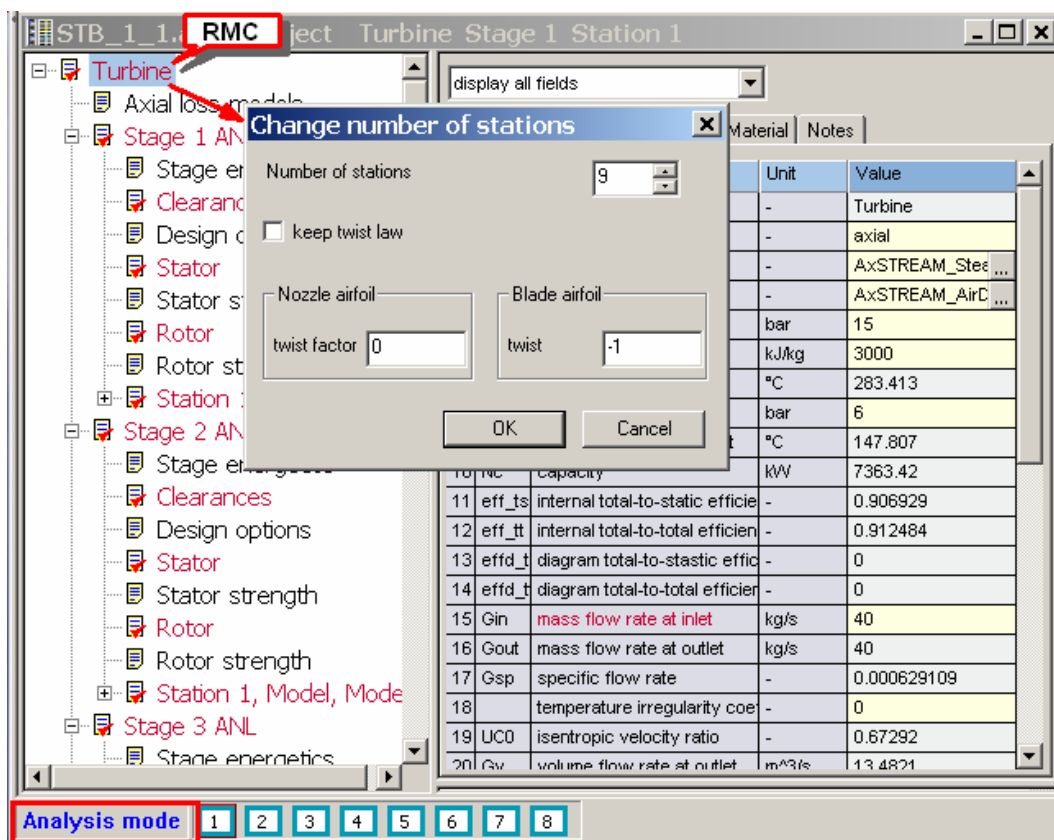 STB_1_1.
RMC
ject Turbine Stage 1 Station 1
Turbine
Axial loss models
Stage 1 AN
Stage er
Clearanc
Design c
Stator
Stator s
Rotor
Rotor st
Station
Stage 2 AN
Stage energetics
Clearances
Design options
Stator
Stator strength
Rotor
Rotor strength
Station 1, Model, Mode
Stage 3 ANL
Stage energetics
display all fields
Material Notes
Change number of stations
Number of stations 9
keep twist law
Nozzle airfoil
twist factor 0
Blade airfoil
twist -1
OK Cancel
Unit Value
- Turbine
- axial
- AxSTREAM_Stea ...
- AxSTREAM_AirD ...
bar 15
kJ/kg 3000
°C 283.413
bar 6
t °C 147.807
10 Nc capacity kW 7363.42
11 eff_ts internal total-to-static efficie - 0.906929
12 eff_tt internal total-to-total efficien - 0.912484
13 effd_t diagram total-to-stastic effic - 0
14 effd_t diagram total-to-total efficier - 0
15 Gin mass flow rate at inlet kg/s 40
16 Gout mass flow rate at outlet kg/s 40
17 Gsp specific flow rate - 0.000629109
18 temperature irregularity coef - 0
19 UC0 isentropic velocity ratio - 0.67292
20 Gv volume flow rate at outlet m^3/s 13.4821
Analysis mode 1 2 3 4 5 6 7 8